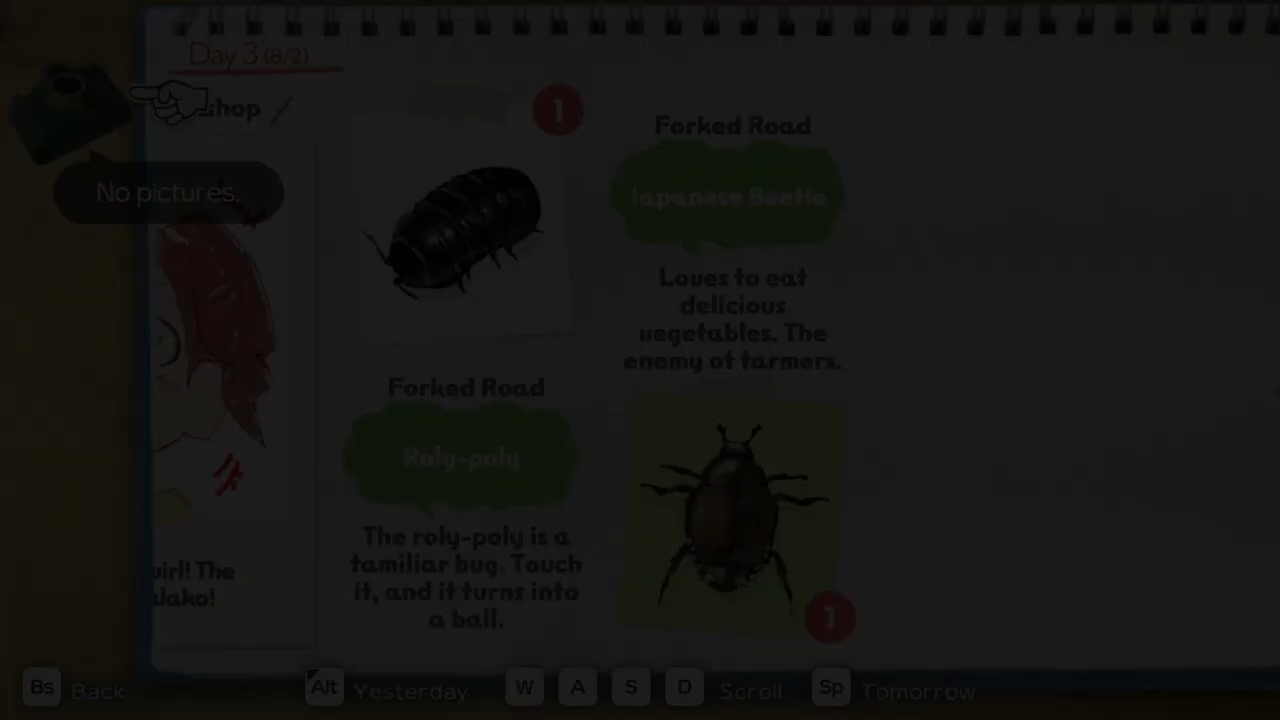 Day 3 (8/2)
shop
No pictures.
1
Forked Road
Roly-poly
The roly-poly is a
familiar bug. Touch
it, and it turns into
a ball.
Forked Road
Japanese Beetle
Loves to eat
delicious
vegetables. The
enemy of farmers.
1
Bs Back
Alt Yesterday
W A S D Scroll
Sp Tomorrow